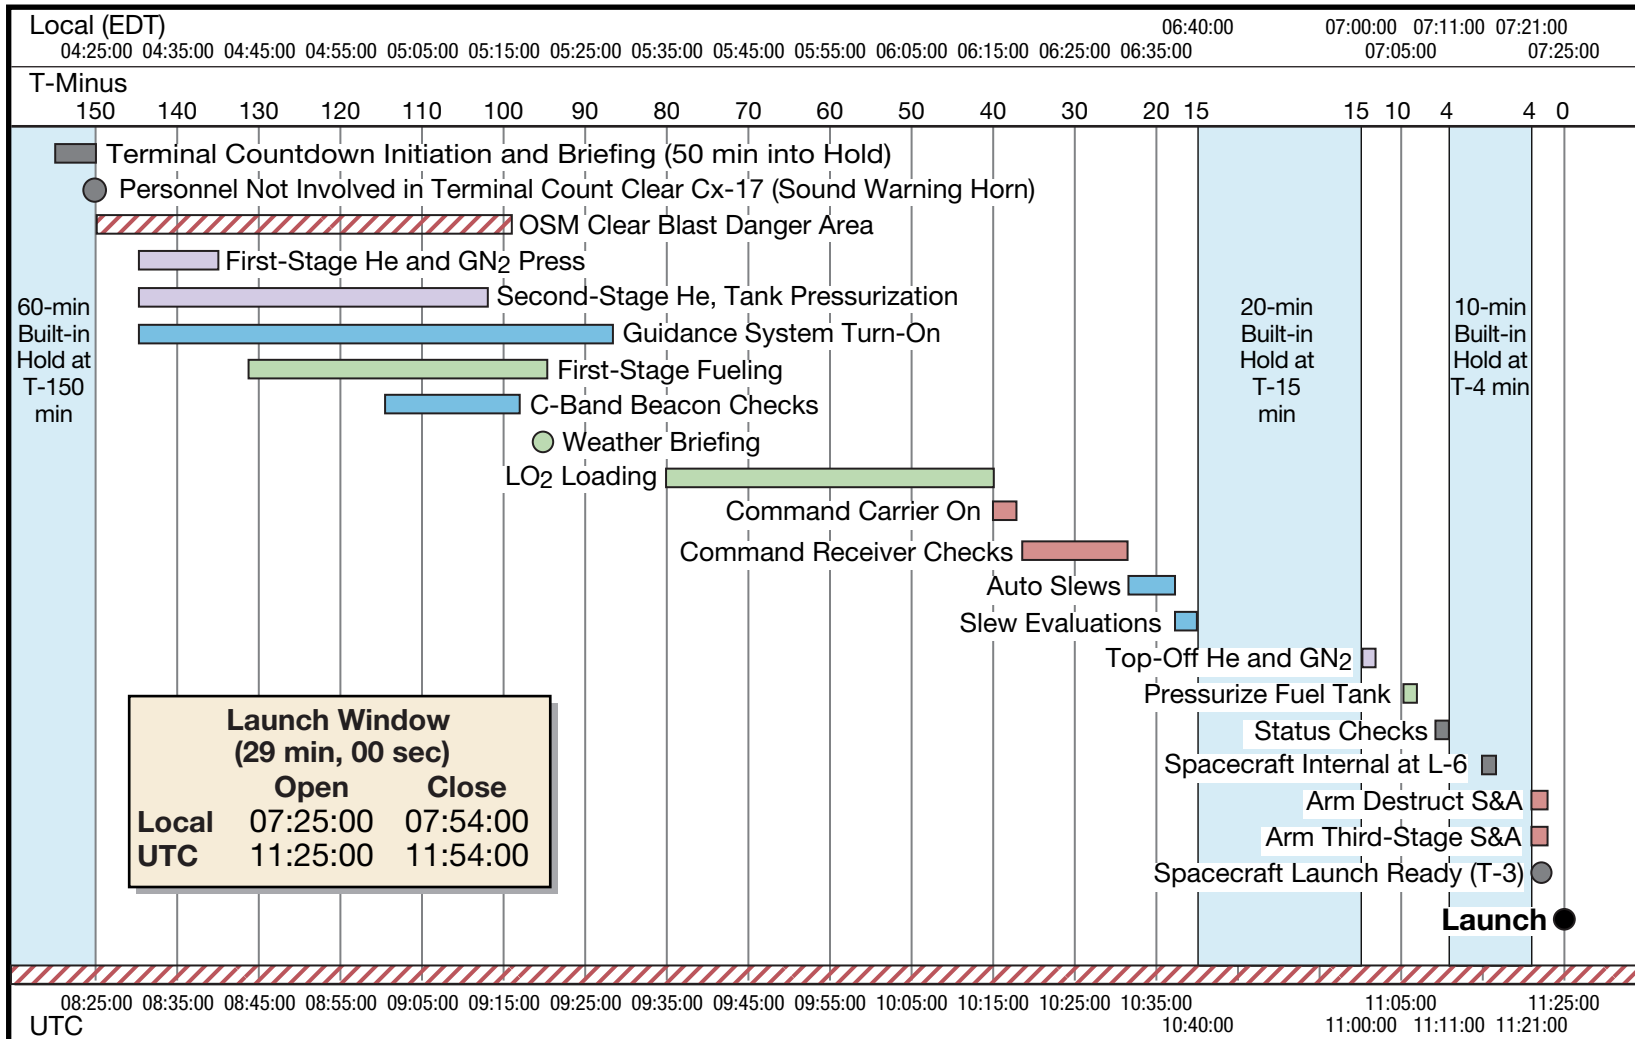 Local (EDT)
06:40:00 07:00:00 07:11:00 07:21:00
04:25:00 04:35:00 04:45:00 04:55:00 05:05:00 05:15:00 05:25:00 05:35:00 05:45:00 05:55:00 06:05:00 06:15:00 06:25:00 06:35:00 07:05:00 07:25:00
T-Minus
150 140 130 120 110 100 90 80 70 60 50 40 30 20 15 15 10 4 4 0
Terminal Countdown Initiation and Briefing (50 min into Hold)
Personnel Not Involved in Terminal Count Clear Cx-17 (Sound Warning Horn)
OSM Clear Blast Danger Area
First-Stage He and GN2 Press
Second-Stage He, Tank Pressurization
Guidance System Turn-On
First-Stage Fueling
C-Band Beacon Checks
Weather Briefing
LO2 Loading
Command Carrier On
Command Receiver Checks
Auto Slews
Slew Evaluations
Top-Off He and GN2
Pressurize Fuel Tank
Status Checks
Spacecraft Internal at L-6
Arm Destruct S&A
Arm Third-Stage S&A
Spacecraft Launch Ready (T-3)
Launch
60-min
Built-in
Hold at
T-150
min
20-min
Built-in
Hold at
T-15
min
10-min
Built-in
Hold at
T-4 min
Launch Window
(29 min, 00 sec)
Open Close
Local 07:25:00 07:54:00
UTC 11:25:00 11:54:00
08:25:00 08:35:00 08:45:00 08:55:00 09:05:00 09:15:00 09:25:00 09:35:00 09:45:00 09:55:00 10:05:00 10:15:00 10:25:00 10:35:00 11:05:00 11:25:00
UTC
10:40:00 11:00:00 11:11:00 11:21:00